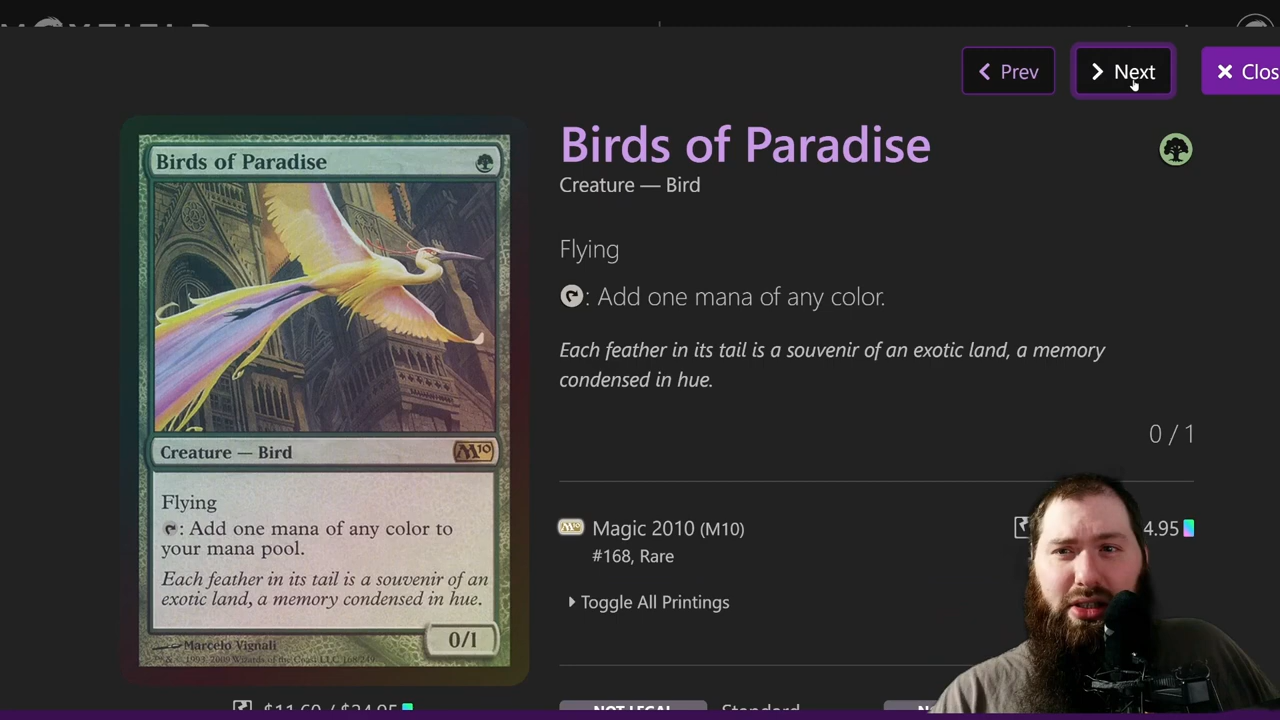 Prev
Next
Clos
Birds of Paradise
Creature — Bird
Flying
: Add one mana of any color.
Each feather in its tail is a souvenir of an exotic land, a memory
condensed in hue.
0 / 1
Magic 2010 (M10)
4.95
#168, Rare
Toggle All Printings
Standard
Birds of Paradise
Creature — Bird
M10
Flying
: Add one mana of any color to
your mana pool.
Each feather in its tail is a souvenir of an
exotic land, a memory condensed in hue.
0/1
Marcelo Vignali
NOT LEGAL